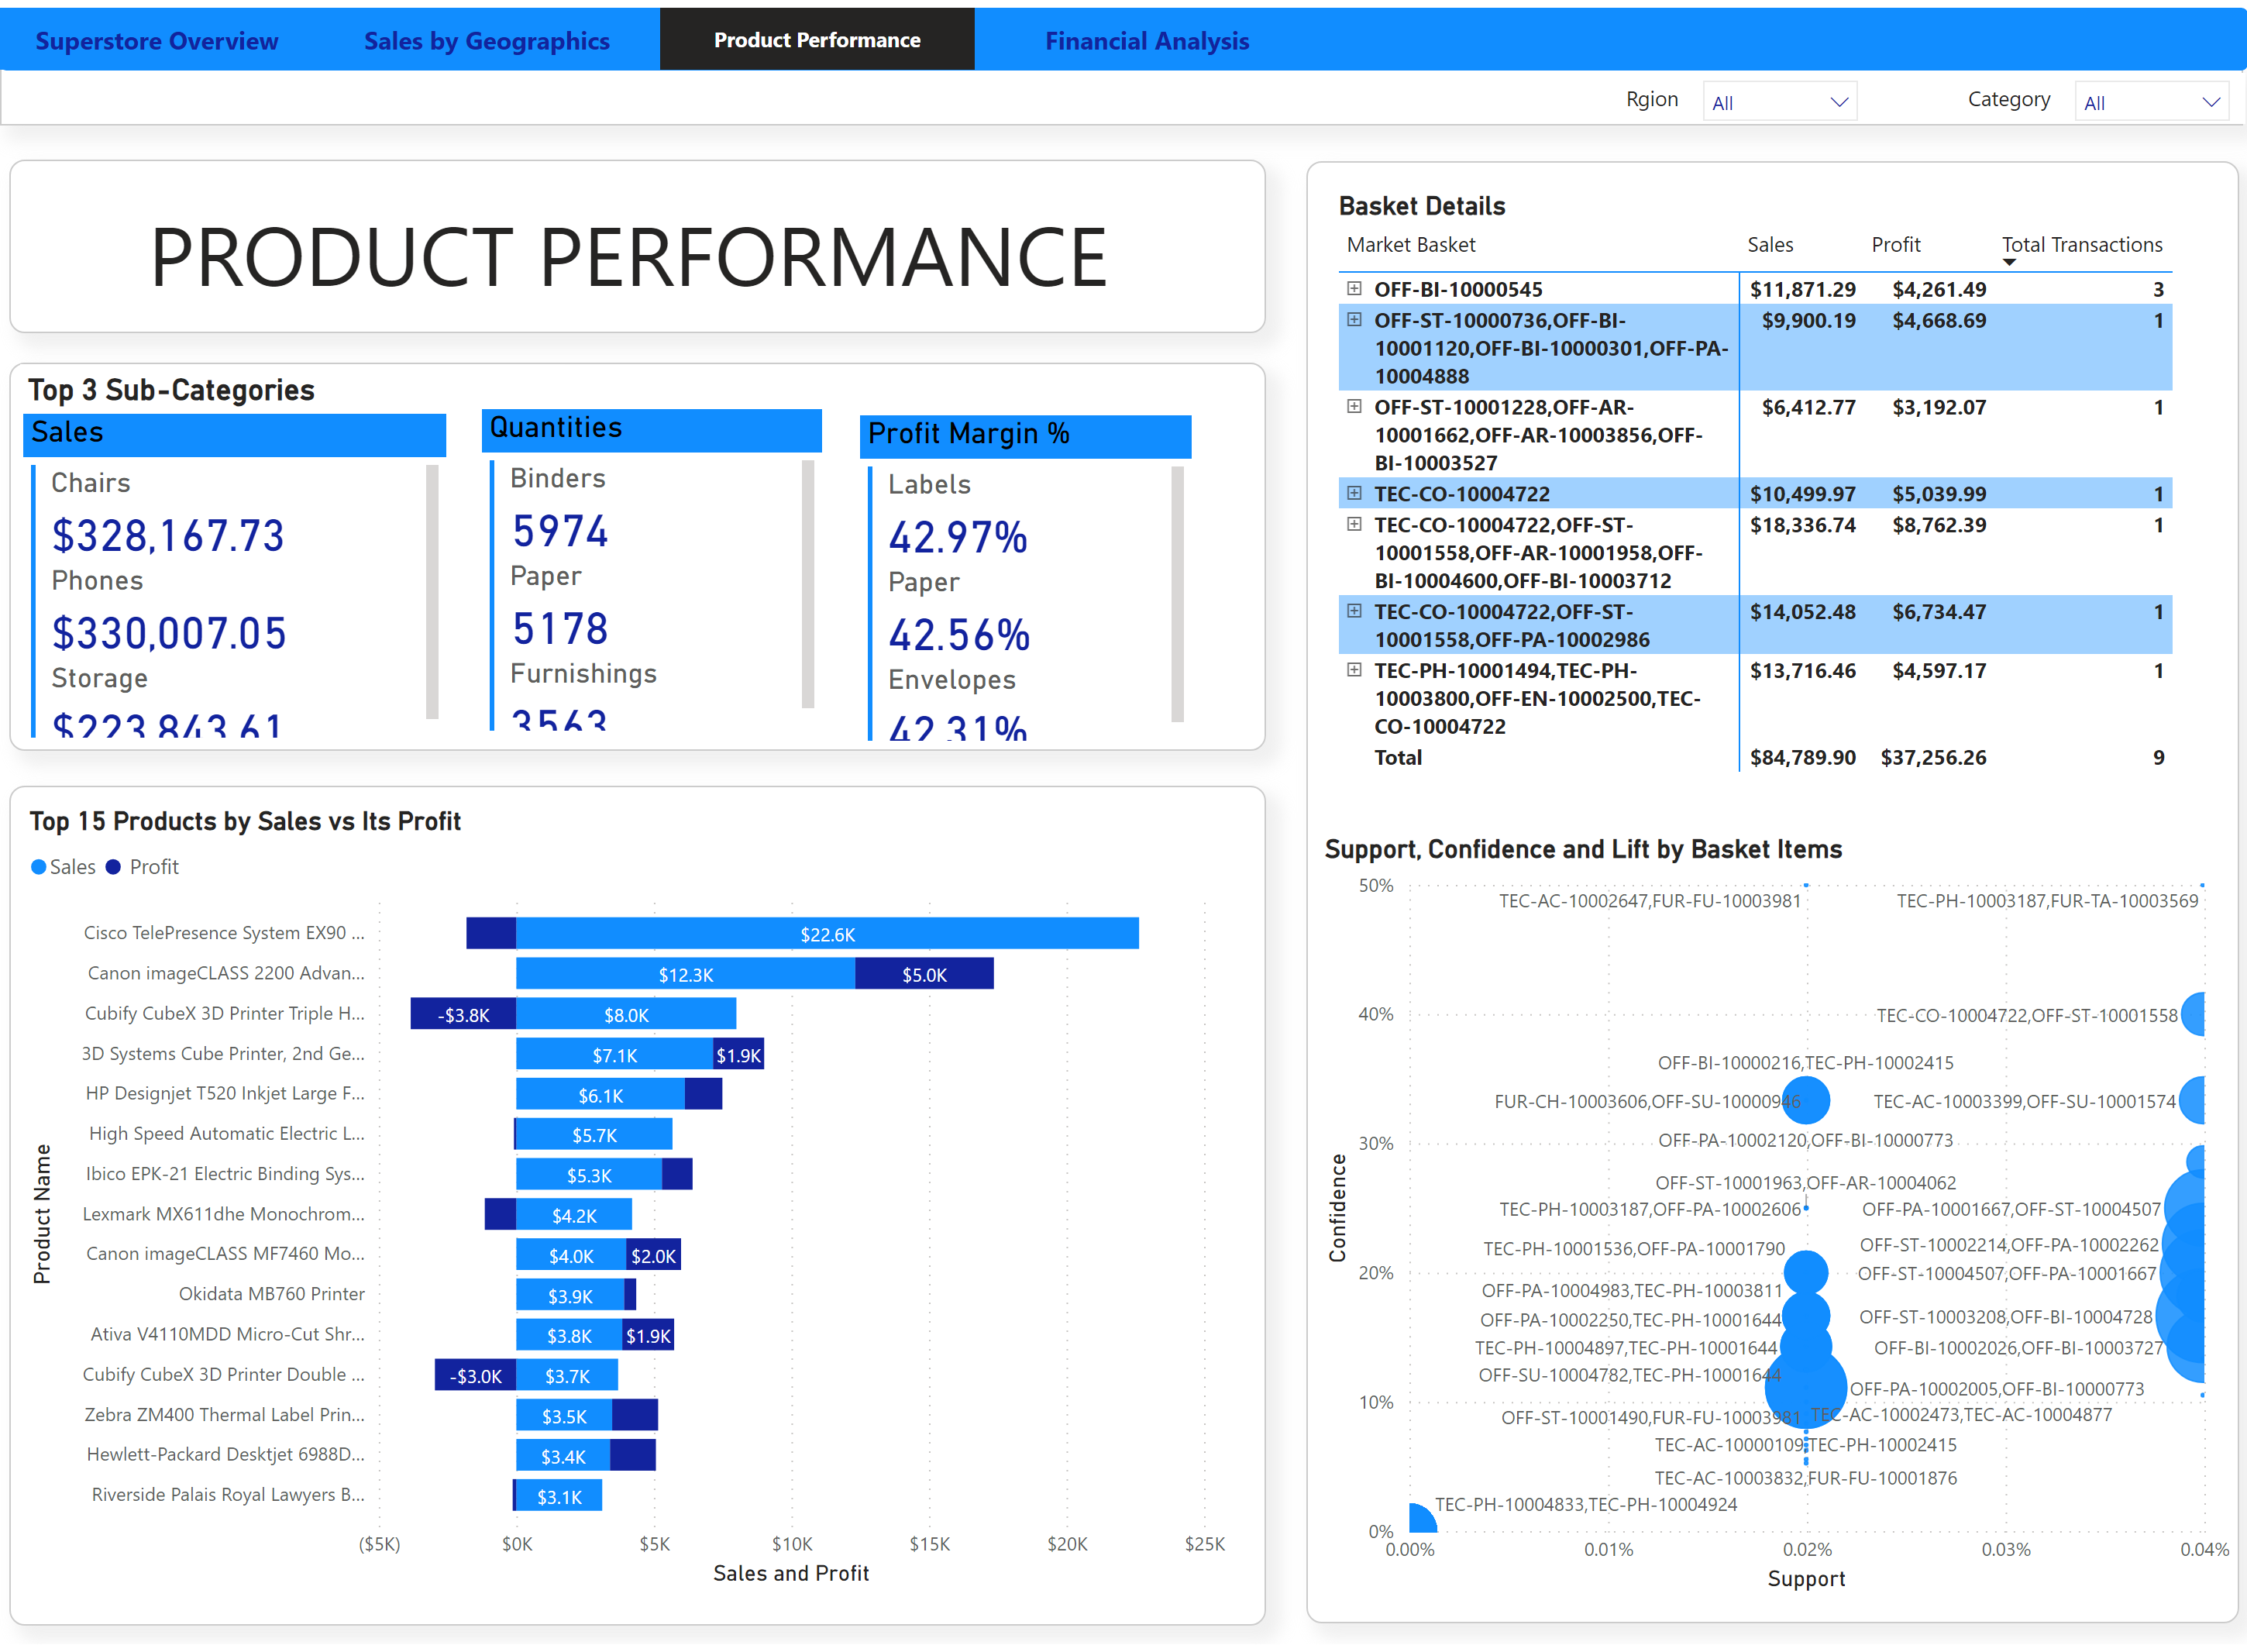 Superstore Overview
Sales by Geographics
Product Performance
Financial Analysis
Rgion
All
Category
All
PRODUCT PERFORMANCE
Top 3 Sub-Categories
Sales
Chairs
$328,167.73
Phones
$330,007.05
Storage
$223,843.61
Quantities
Binders
5974
Paper
5178
Furnishings
3563
Profit Margin %
Labels
42.97%
Paper
42.56%
Envelopes
42.31%
Top 15 Products by Sales vs Its Profit
Sales
Profit
Product Name
Cisco TelePresence System EX90 ...
$22.6K
Canon imageCLASS 2200 Advan...
$12.3K
$5.0K
Cubify CubeX 3D Printer Triple H...
-$3.8K
$8.0K
3D Systems Cube Printer, 2nd Ge...
$7.1K
$1.9K
HP Designjet T520 Inkjet Large F...
$6.1K
High Speed Automatic Electric L...
$5.7K
Ibico EPK-21 Electric Binding Sys...
$5.3K
Lexmark MX611dhe Monochrom...
$4.2K
Canon imageCLASS MF7460 Mo...
$4.0K
$2.0K
Okidata MB760 Printer
$3.9K
Ativa V4110MDD Micro-Cut Shr...
$3.8K
$1.9K
Cubify CubeX 3D Printer Double ...
-$3.0K
$3.7K
Zebra ZM400 Thermal Label Prin...
$3.5K
Hewlett-Packard Desktjet 6988D...
$3.4K
Riverside Palais Royal Lawyers B...
$3.1K
($5K)
$0K
$5K
$10K
$15K
$20K
$25K
Sales and Profit
Basket Details
Market Basket
Sales
Profit
Total Transactions
OFF-BI-10000545
$11,871.29
$4,261.49
3
OFF-ST-10000736,OFF-BI-
10001120,OFF-BI-10000301,OFF-PA-
10004888
$9,900.19
$4,668.69
1
OFF-ST-10001228,OFF-AR-
10001662,OFF-AR-10003856,OFF-
BI-10003527
$6,412.77
$3,192.07
1
TEC-CO-10004722
$10,499.97
$5,039.99
1
TEC-CO-10004722,OFF-ST-
10001558,OFF-AR-10001958,OFF-
BI-10004600,OFF-BI-10003712
$18,336.74
$8,762.39
1
TEC-CO-10004722,OFF-ST-
10001558,OFF-PA-10002986
$14,052.48
$6,734.47
1
TEC-PH-10001494,TEC-PH-
10003800,OFF-EN-10002500,TEC-
CO-10004722
$13,716.46
$4,597.17
1
Total
$84,789.90
$37,256.26
9
Support, Confidence and Lift by Basket Items
Confidence
50%
TEC-AC-10002647,FUR-FU-10003981
TEC-PH-10003187,FUR-TA-10003569
40%
TEC-CO-10004722,OFF-ST-10001558
OFF-BI-10000216,TEC-PH-10002415
FUR-CH-10003606,OFF-SU-10000946
TEC-AC-10003399,OFF-SU-10001574
30%
OFF-PA-10002120,OFF-BI-10000773
OFF-ST-10001963,OFF-AR-10004062
TEC-PH-10003187,OFF-PA-10002606
OFF-PA-10001667,OFF-ST-10004507
TEC-PH-10001536,OFF-PA-10001790
OFF-ST-10002214,OFF-PA-10002262
20%
OFF-ST-10004507,OFF-PA-10001667
OFF-PA-10004983,TEC-PH-10003811
OFF-PA-10002250,TEC-PH-10001644
OFF-ST-10003208,OFF-BI-10004728
TEC-PH-10004897,TEC-PH-10001644
OFF-BI-10002026,OFF-BI-10003727
OFF-SU-10004782,TEC-PH-10001644
OFF-PA-10002005,OFF-BI-10000773
10%
OFF-ST-10001490,FUR-FU-10003981
TEC-AC-10002473,TEC-AC-10004877
TEC-AC-10000109,TEC-PH-10002415
TEC-AC-10003832,FUR-FU-10001876
TEC-PH-10004833,TEC-PH-10004924
0%
0.00%
0.01%
0.02%
0.03%
0.04%
Support